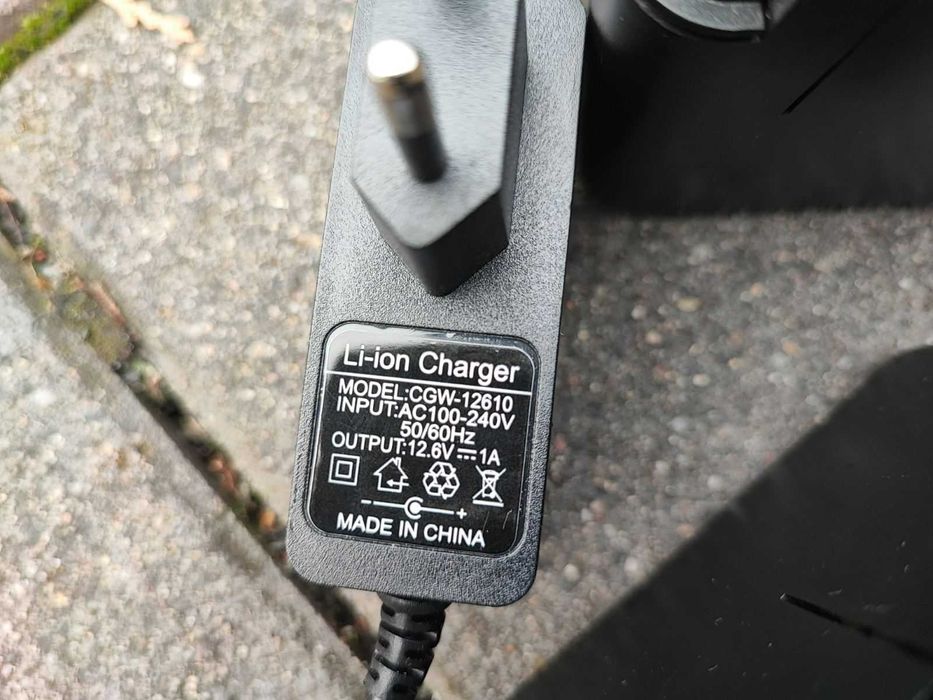 Li-ion Charger
MODEL:CGW-12610
INPUT:AC100-240V
50/60Hz
OUTPUT:12.6V⎓1A
- +
MADE IN CHINA